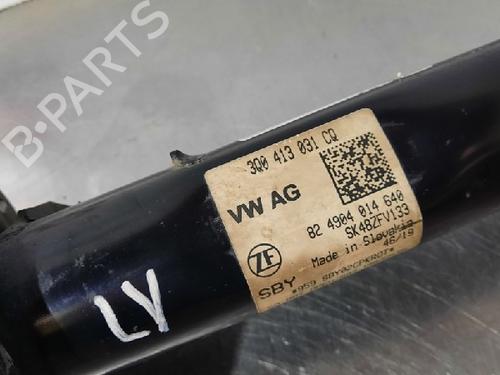 B-PARTS
3Q0 413 031 CQ
VW AG
82 4904 014 640
SK48ZFV133
ZF
Made in Slovakia 46/19
SBY
LV